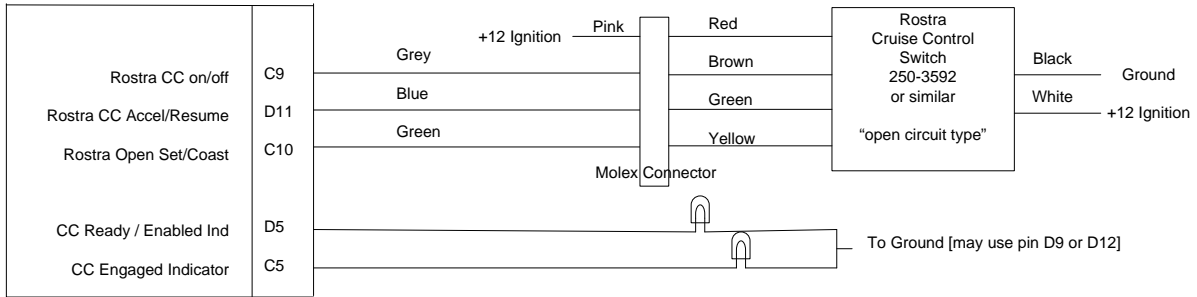 Rostra CC on/off
C9
Rostra CC Accel/Resume
D11
Rostra Open Set/Coast
C10
CC Ready / Enabled Ind
D5
CC Engaged Indicator
C5
Grey
Blue
Green
+12 Ignition
Pink
Molex Connector
Red
Brown
Green
Yellow
Rostra
Cruise Control
Switch
250-3592
or similar
“open circuit type”
Black
Ground
White
+12 Ignition
To Ground [may use pin D9 or D12]